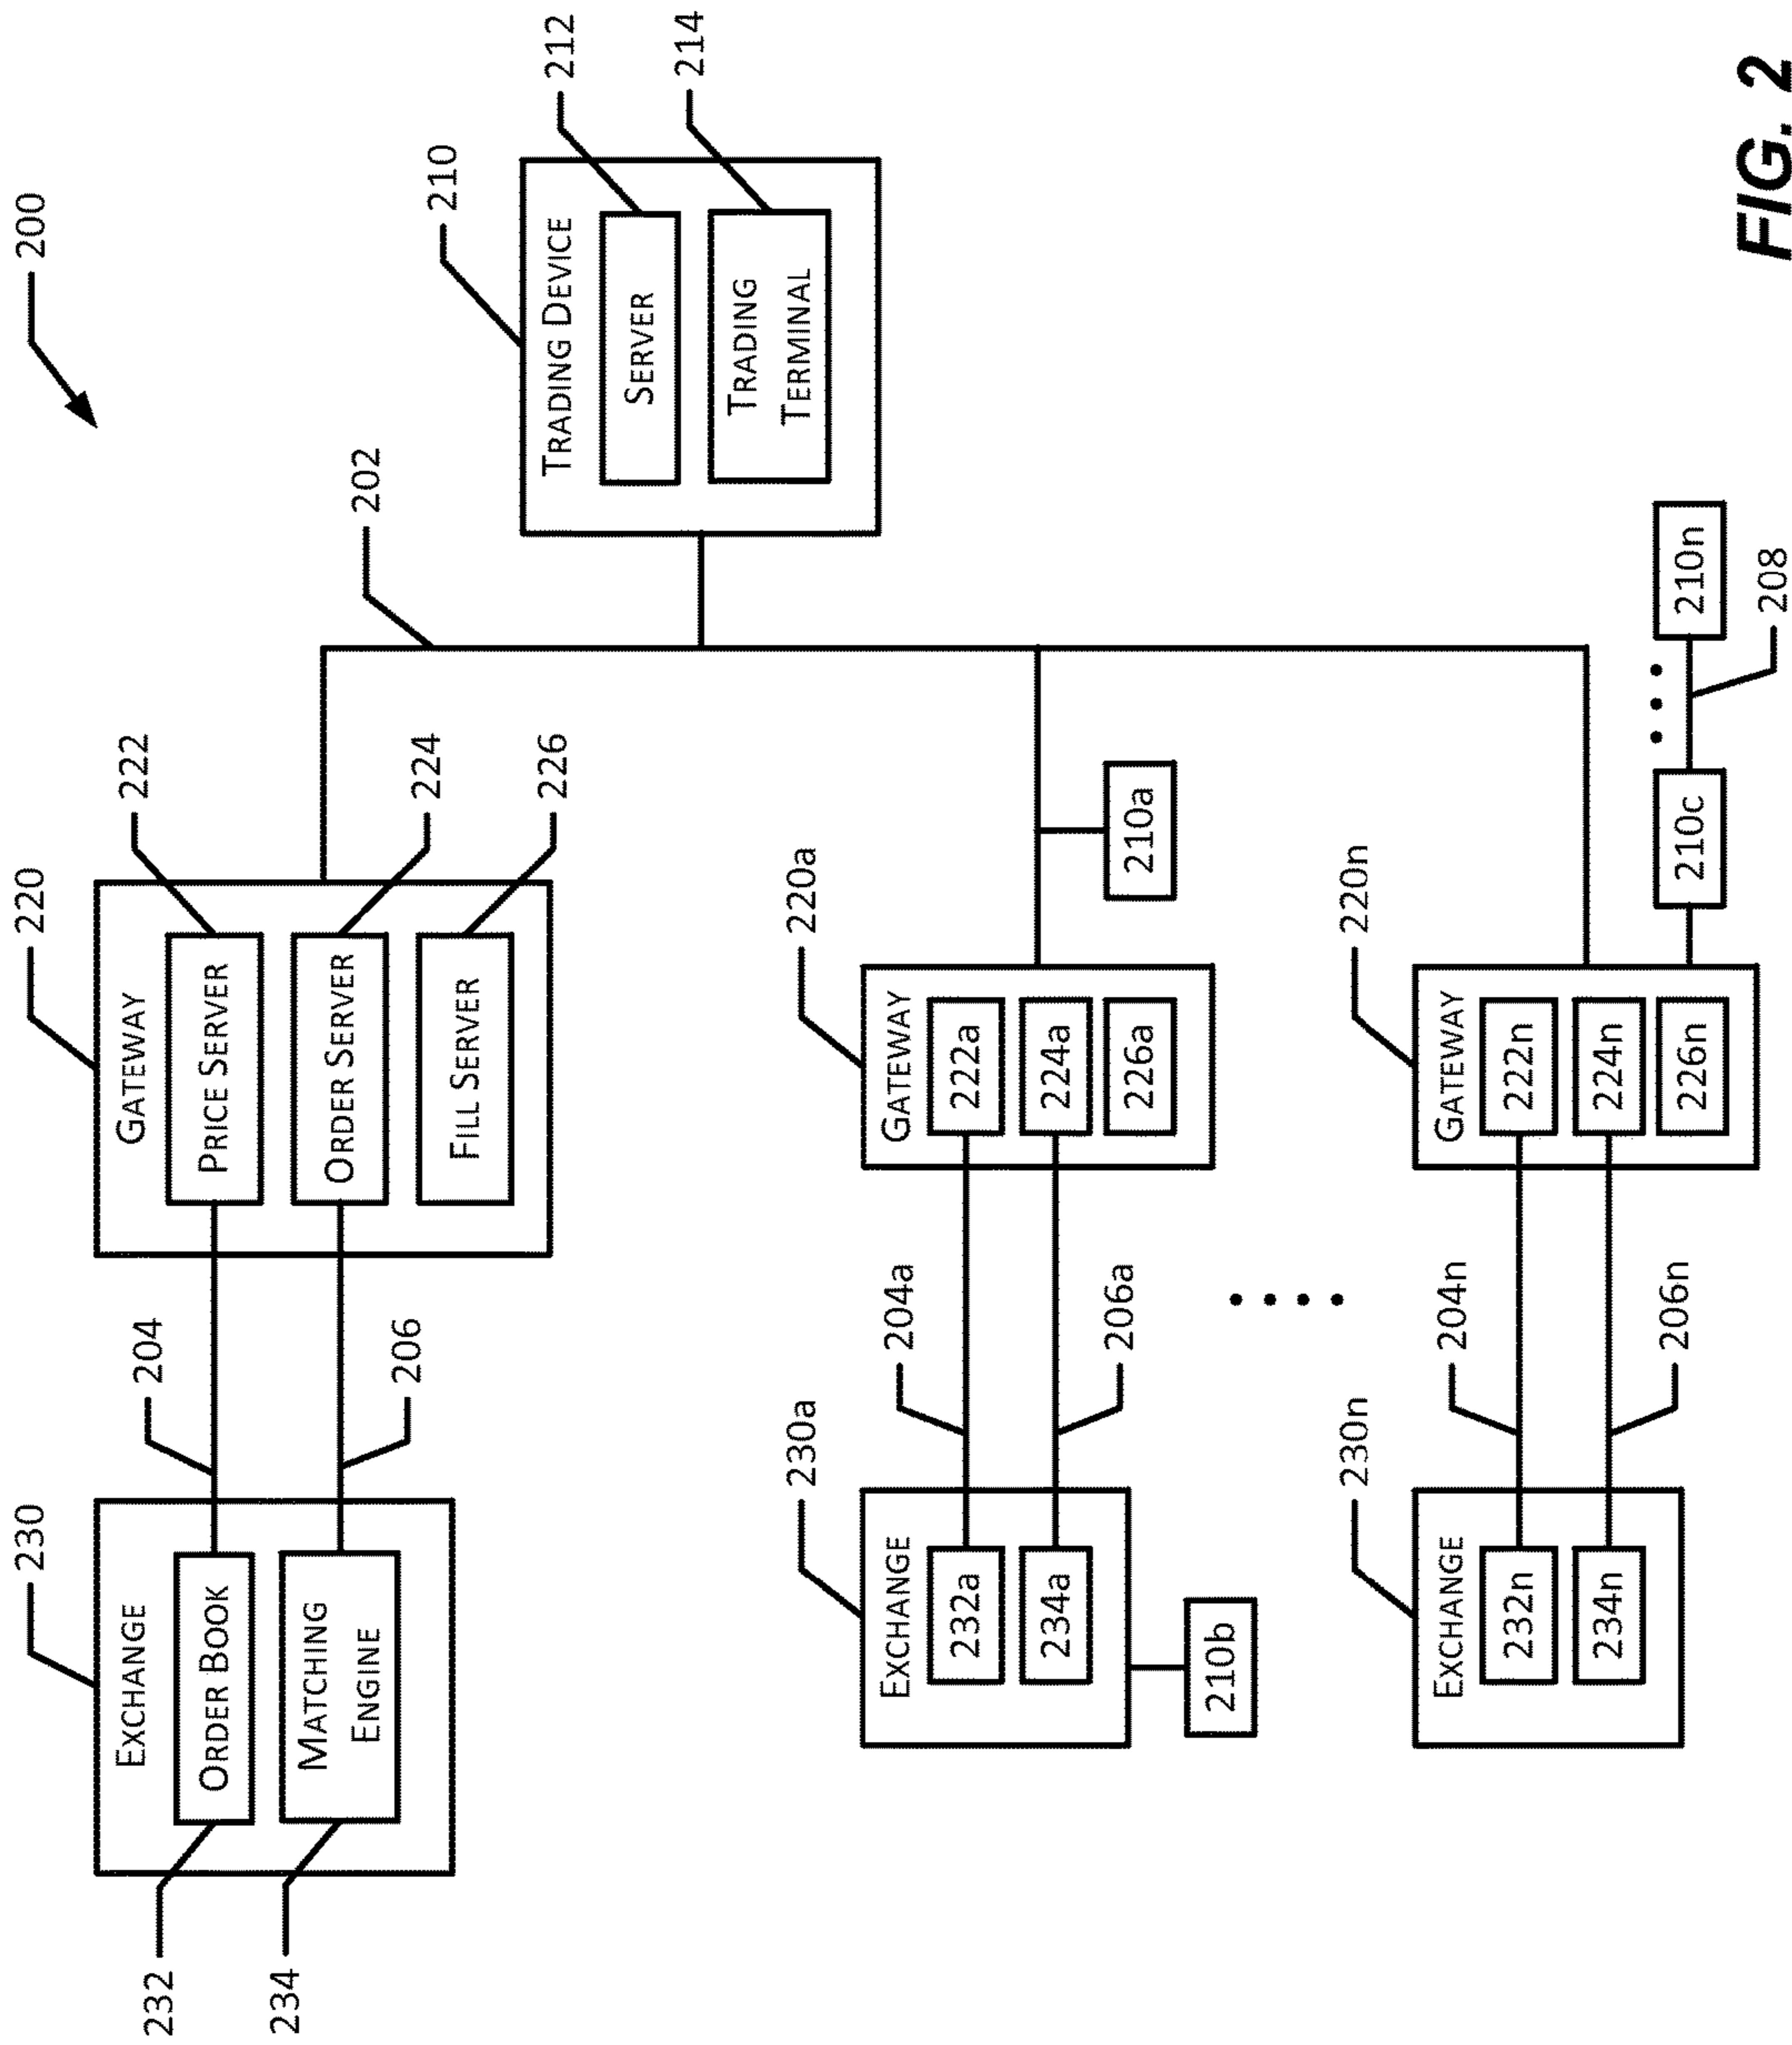 200
230
EXCHANGE
ORDER BOOK
MATCHING
ENGINE
232
234
204
206
220
GATEWAY
PRICE SERVER
ORDER SERVER
FILL SERVER
222
224
226
202
210
TRADING DEVICE
SERVER
TRADING
TERMINAL
212
214
230a
EXCHANGE
232a
234a
210b
204a
206a
220a
GATEWAY
222a
224a
226a
210a
230n
EXCHANGE
232n
234n
204n
206n
220n
GATEWAY
222n
224n
226n
210c
210n
208
FIG. 2